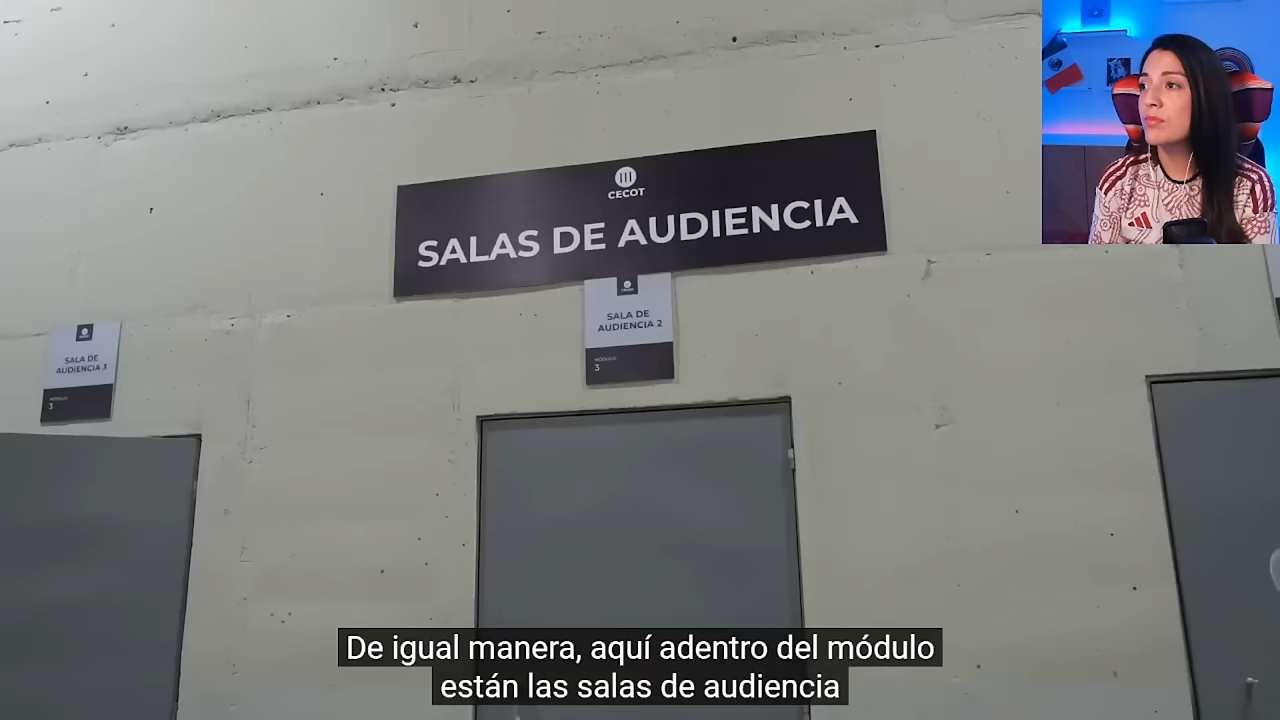 CECOT
SALAS DE AUDIENCIA
SALA DE
AUDIENCIA 2
MÓDULO
3
SALA DE
AUDIENCIA 3
MÓDULO
3
De igual manera, aquí adentro del módulo
están las salas de audiencia